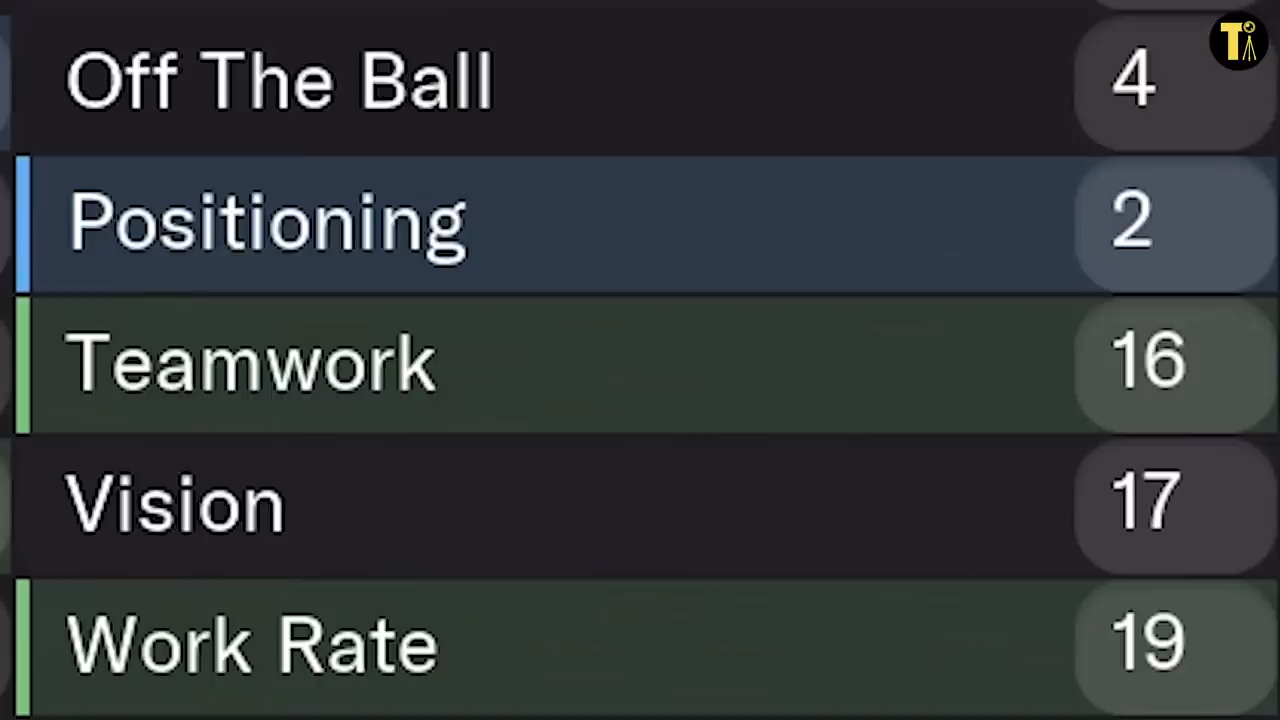 Off The Ball 4
Positioning 2
Teamwork 16
Vision 17
Work Rate 19